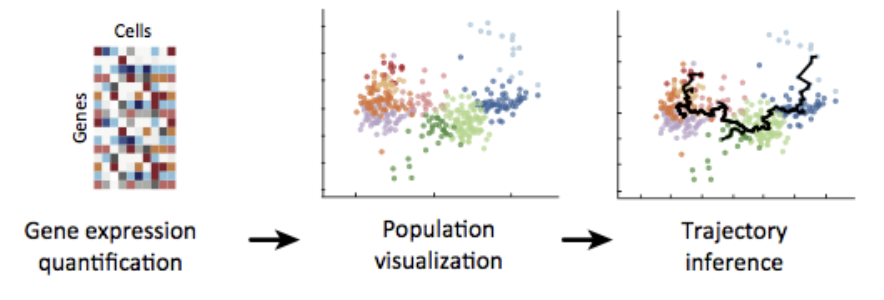 Cells
Genes
Gene expression
quantification
Population
visualization
Trajectory
inference